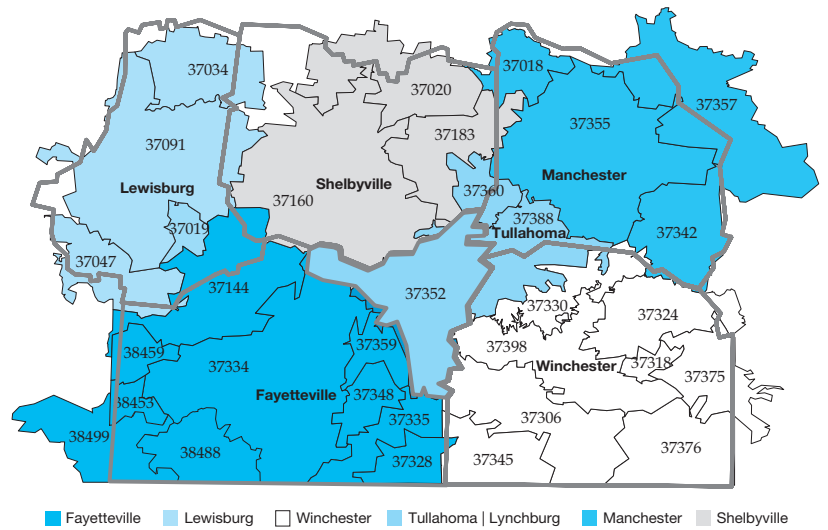 37034
37018
37020
37357
37355
37183
37091
Manchester
Shelbyville
Lewisburg
37360
37160
37388
37019
Tullahoma
37342
37047
37144
37352
37330
37324
37359
37398
38459
37334
37318
Winchester
37375
Fayetteville
37348
38453
37335
37306
38499
38488
37376
37328
37345
Fayetteville
Lewisburg
Winchester
Tullahoma | Lynchburg
Manchester
Shelbyville